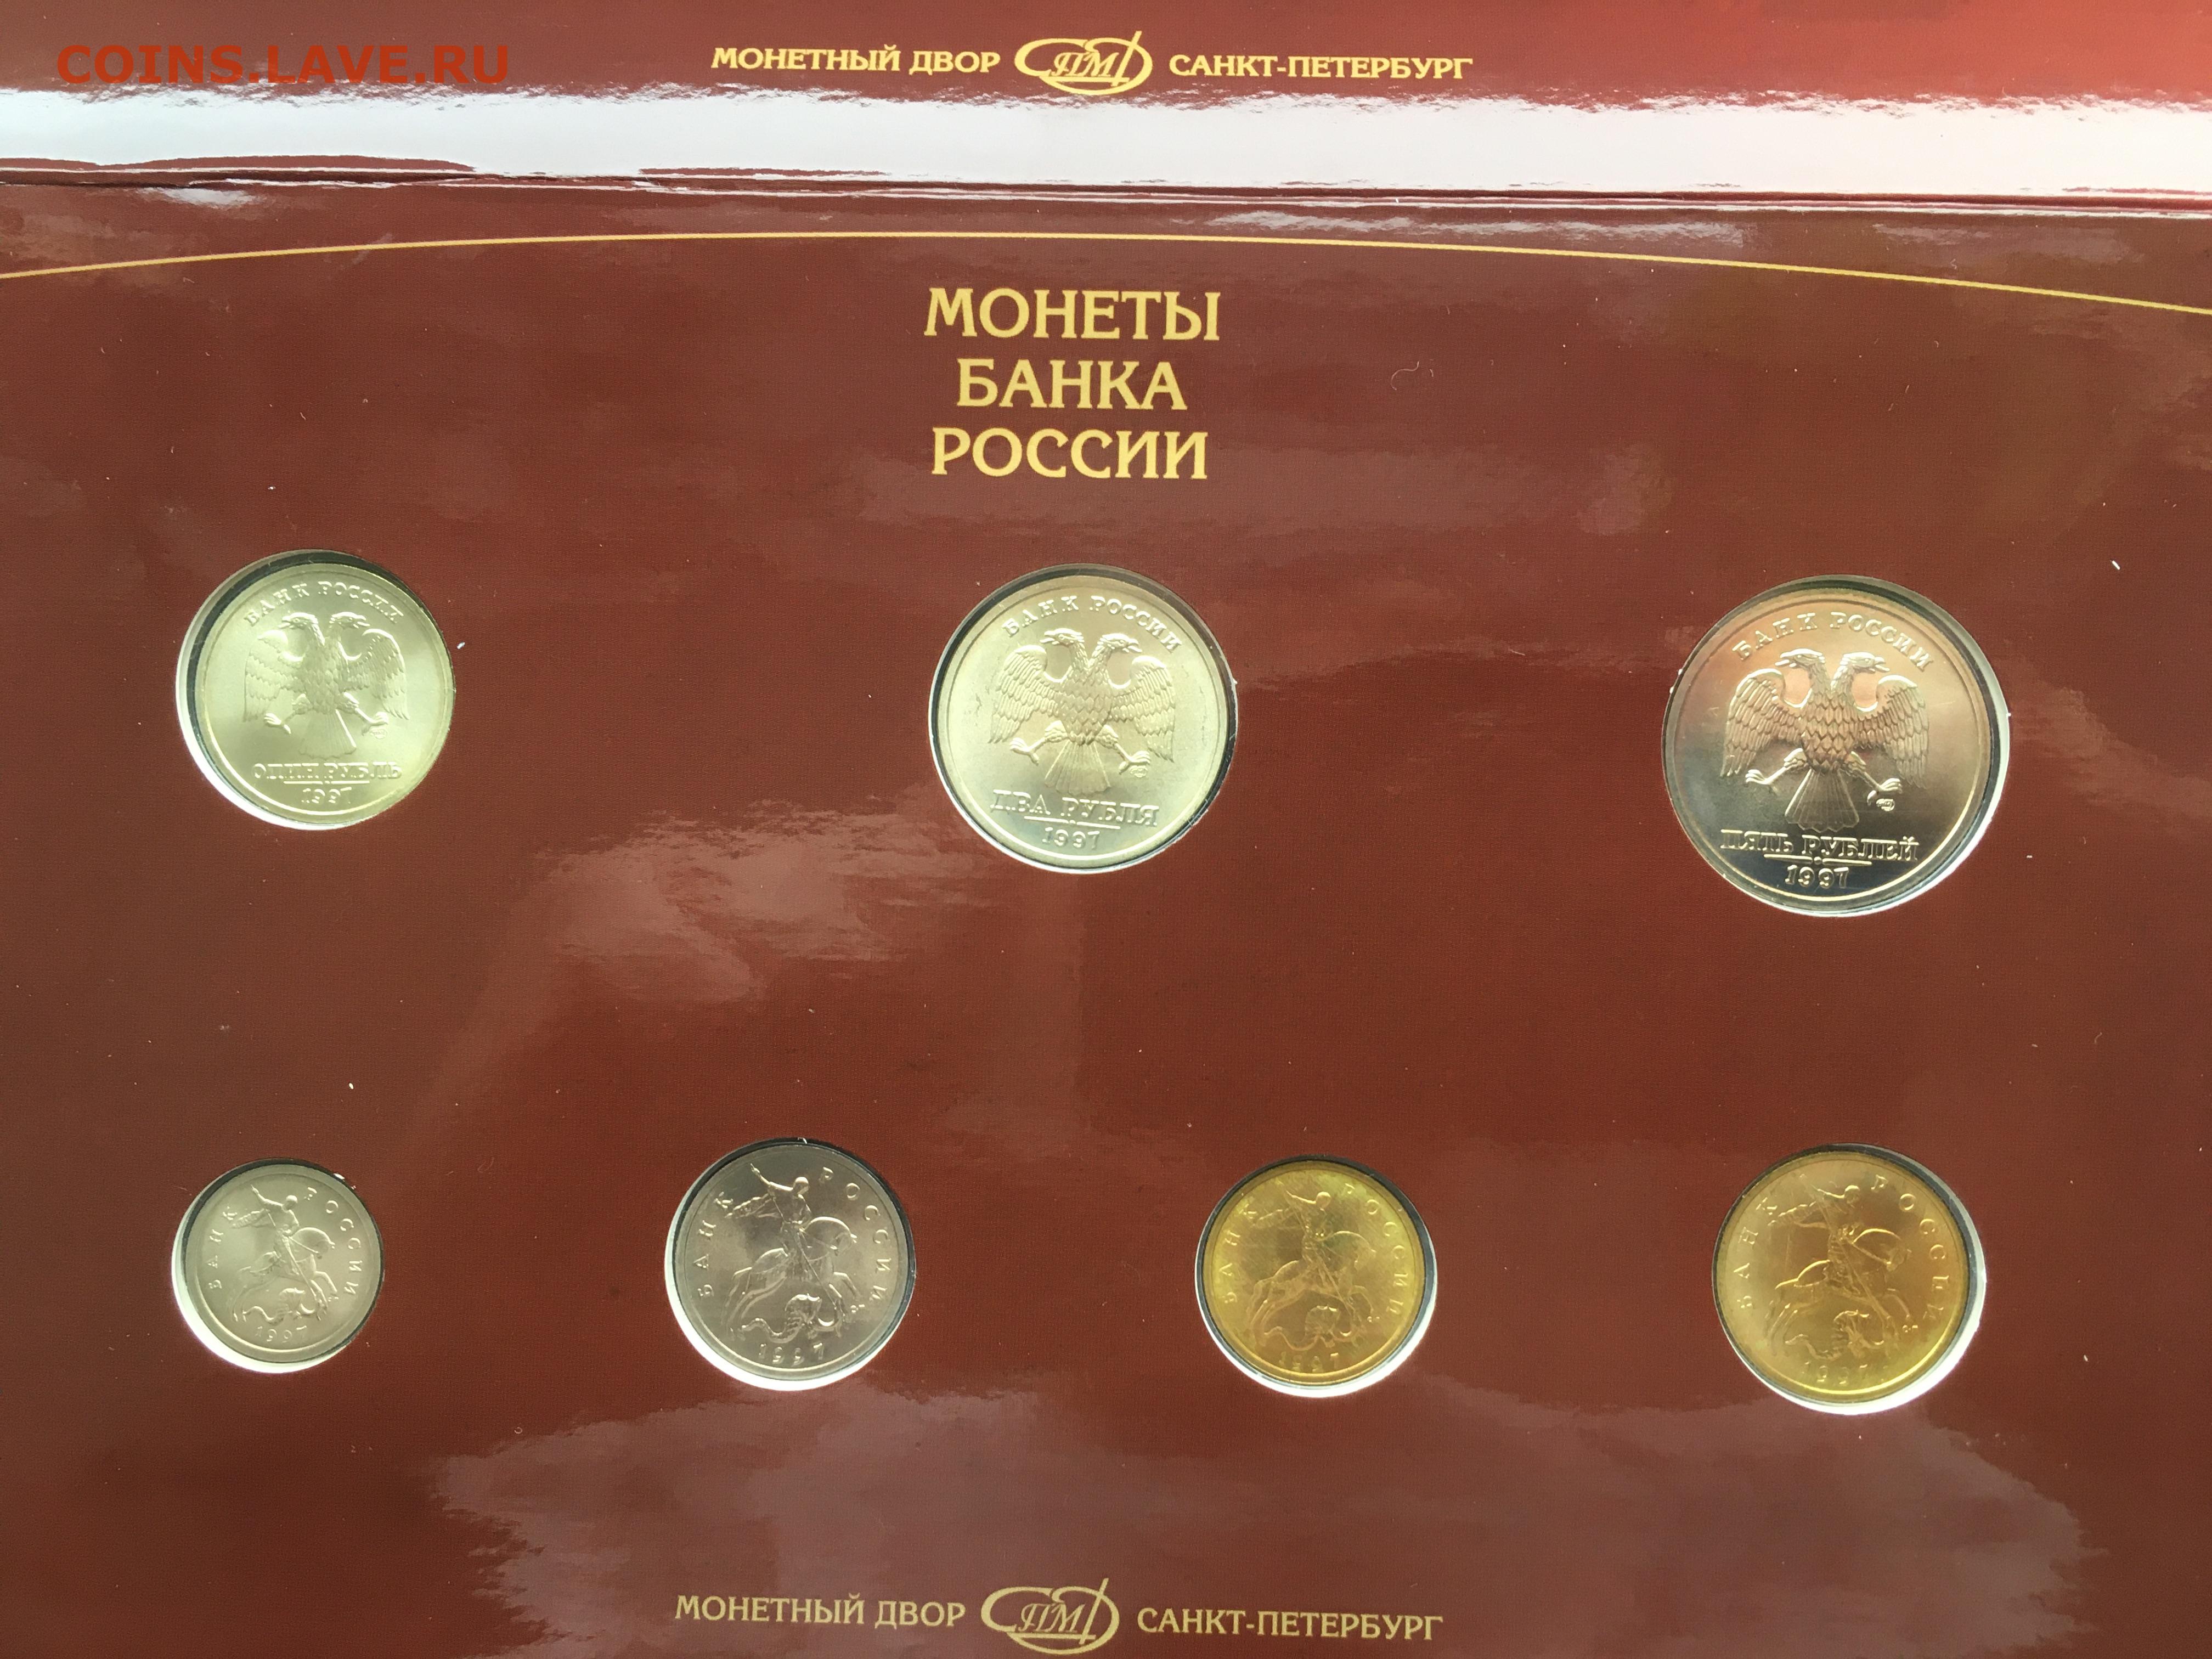 COINS.LAVE.RU
МОНЕТНЫЙ ДВОР СПМД САНКТ-ПЕТЕРБУРГ
МОНЕТЫ
БАНКА
РОССИИ
БАНК РОССИИ
ОДИН РУБЛЬ
1997
БАНК РОССИИ
ДВА РУБЛЯ
1997
БАНК РОССИИ
ПЯТЬ РУБЛЕЙ
1997
БАНК РОССИИ
1997
БАНК РОССИИ
1997
БАНК РОССИИ
1997
БАНК РОССИИ
1997
МОНЕТНЫЙ ДВОР СПМД САНКТ-ПЕТЕРБУРГ